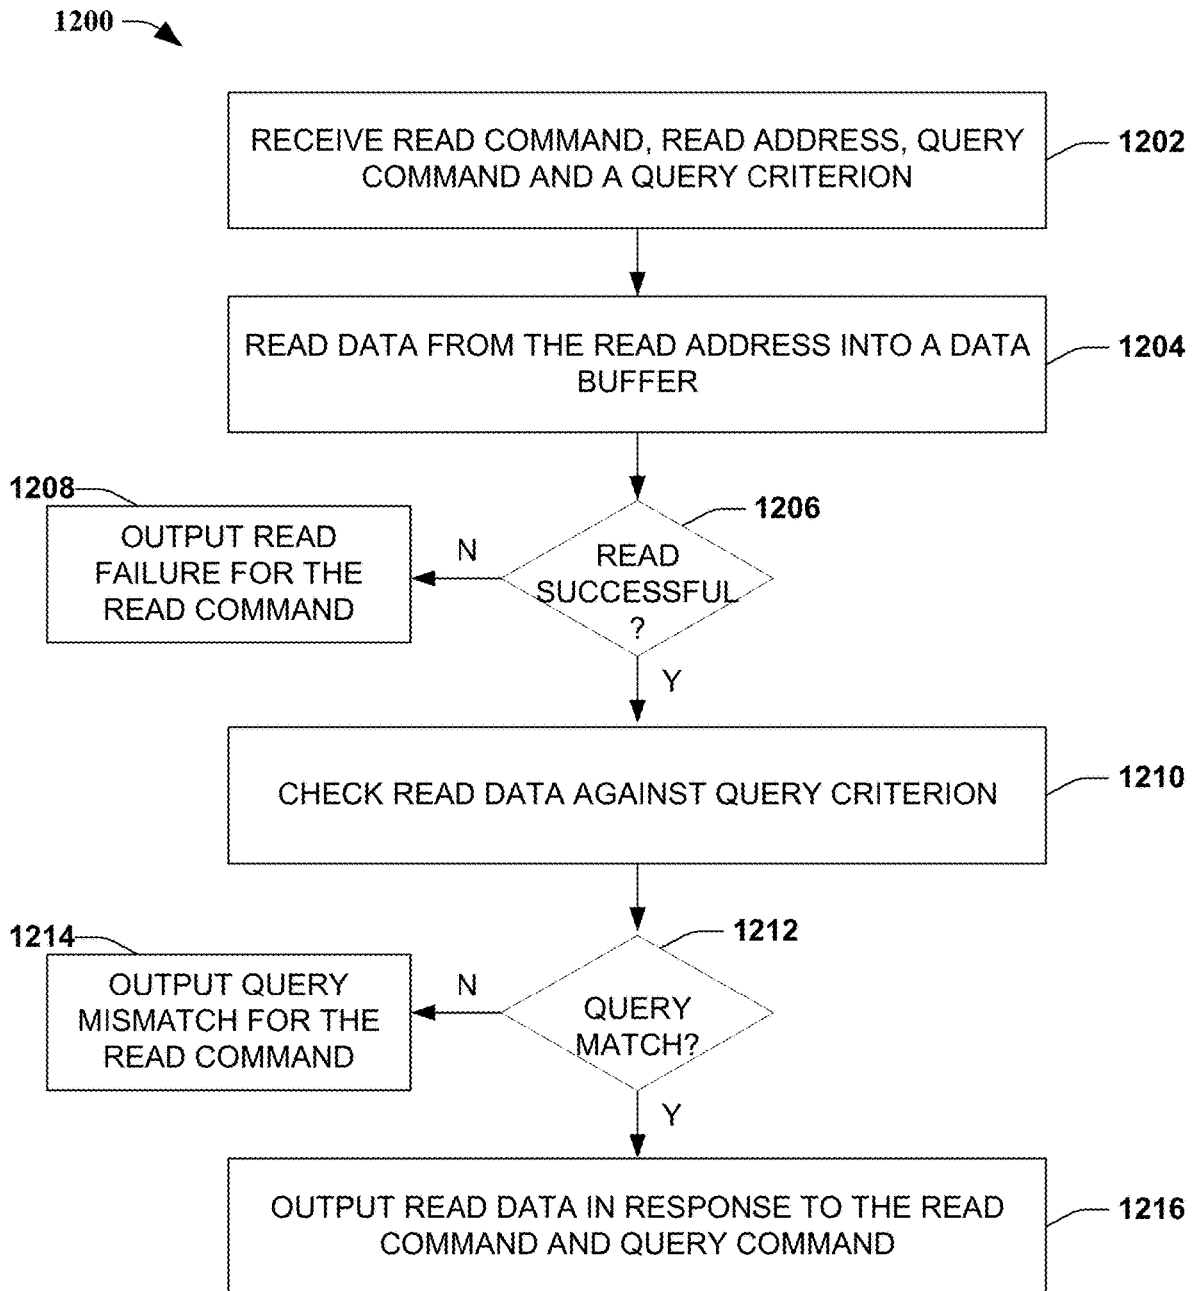 1200
RECEIVE READ COMMAND, READ ADDRESS, QUERY
COMMAND AND A QUERY CRITERION
1202
READ DATA FROM THE READ ADDRESS INTO A DATA
BUFFER
1204
1208
OUTPUT READ
FAILURE FOR THE
READ COMMAND
N
1206
READ
SUCCESSFUL
?
Y
CHECK READ DATA AGAINST QUERY CRITERION
1210
1214
OUTPUT QUERY
MISMATCH FOR THE
READ COMMAND
N
1212
QUERY
MATCH?
Y
OUTPUT READ DATA IN RESPONSE TO THE READ
COMMAND AND QUERY COMMAND
1216